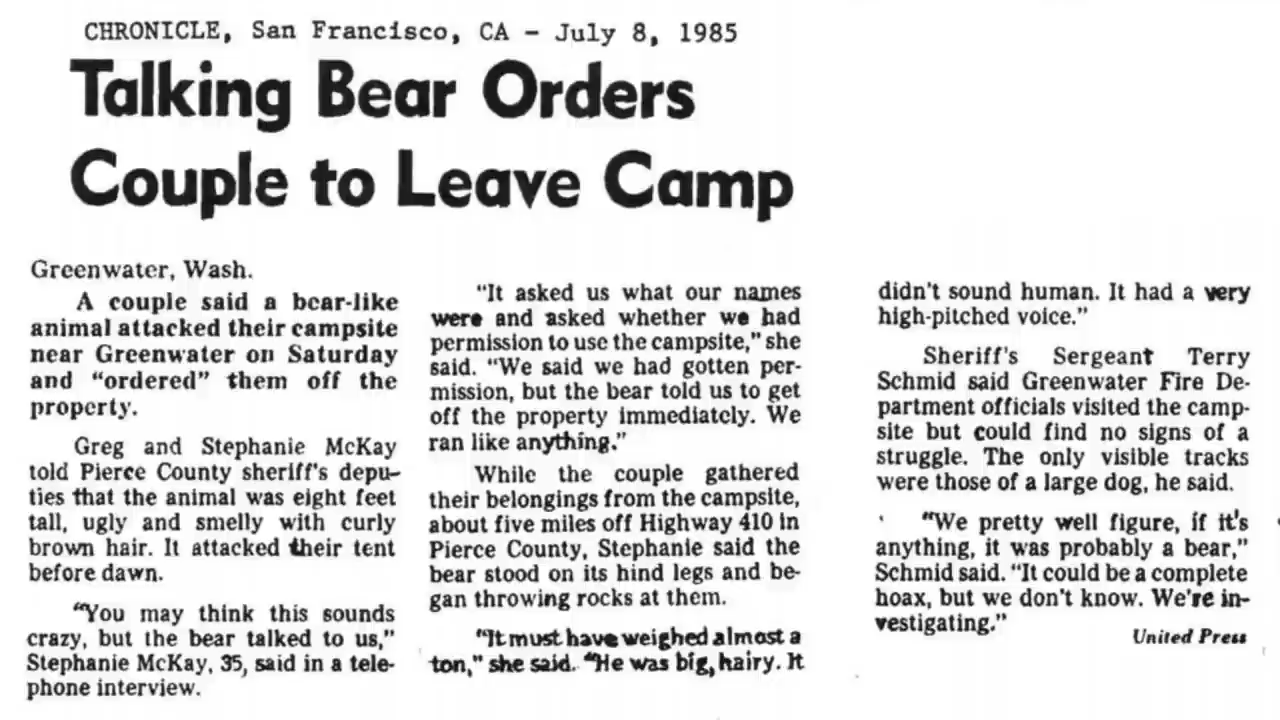 CHRONICLE, San Francisco, CA - July 8, 1985
Talking Bear Orders
Couple to Leave Camp
Greenwater, Wash.
A couple said a bear-like
animal attacked their campsite
near Greenwater on Saturday
and “ordered” them off the
property.
Greg and Stephanie McKay
told Pierce County sheriff's depu-
ties that the animal was eight feet
tall, ugly and smelly with curly
brown hair. It attacked their tent
before dawn.
“You may think this sounds
crazy, but the bear talked to us,”
Stephanie McKay, 35, said in a tele-
phone interview.
“It asked us what our names
were and asked whether we had
permission to use the campsite,” she
said. “We said we had gotten per-
mission, but the bear told us to get
off the property immediately. We
ran like anything.”
While the couple gathered
their belongings from the campsite,
about five miles off Highway 410 in
Pierce County, Stephanie said the
bear stood on its hind legs and be-
gan throwing rocks at them.
“It must have weighed almost a
ton,” she said. “He was big, hairy. It
didn't sound human. It had a very
high-pitched voice.”
Sheriff's Sergeant Terry
Schmid said Greenwater Fire De-
partment officials visited the camp-
site but could find no signs of a
struggle. The only visible tracks
were those of a large dog, he said.
“We pretty well figure, if it's
anything, it was probably a bear,”
Schmid said. “It could be a complete
hoax, but we don't know. We're in-
vestigating.”
United Press